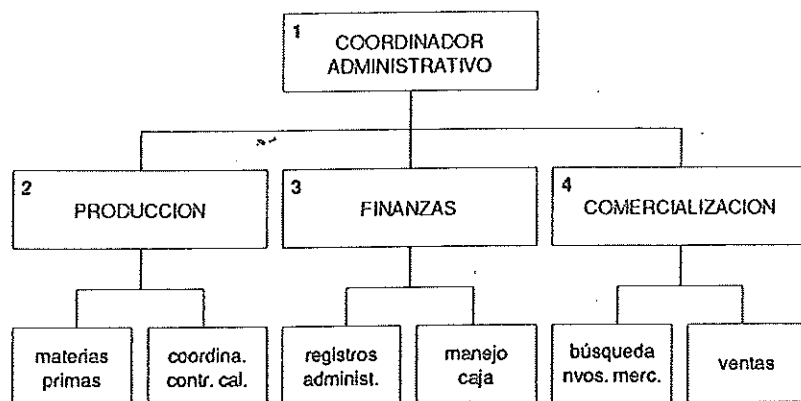 1
COORDINADOR
ADMINISTRATIVO
2
PRODUCCION
3
FINANZAS
4
COMERCIALIZACION
materias
primas
coordina.
contr. cal.
registros
administ.
manejo
caja
búsqueda
nvos. merc.
ventas